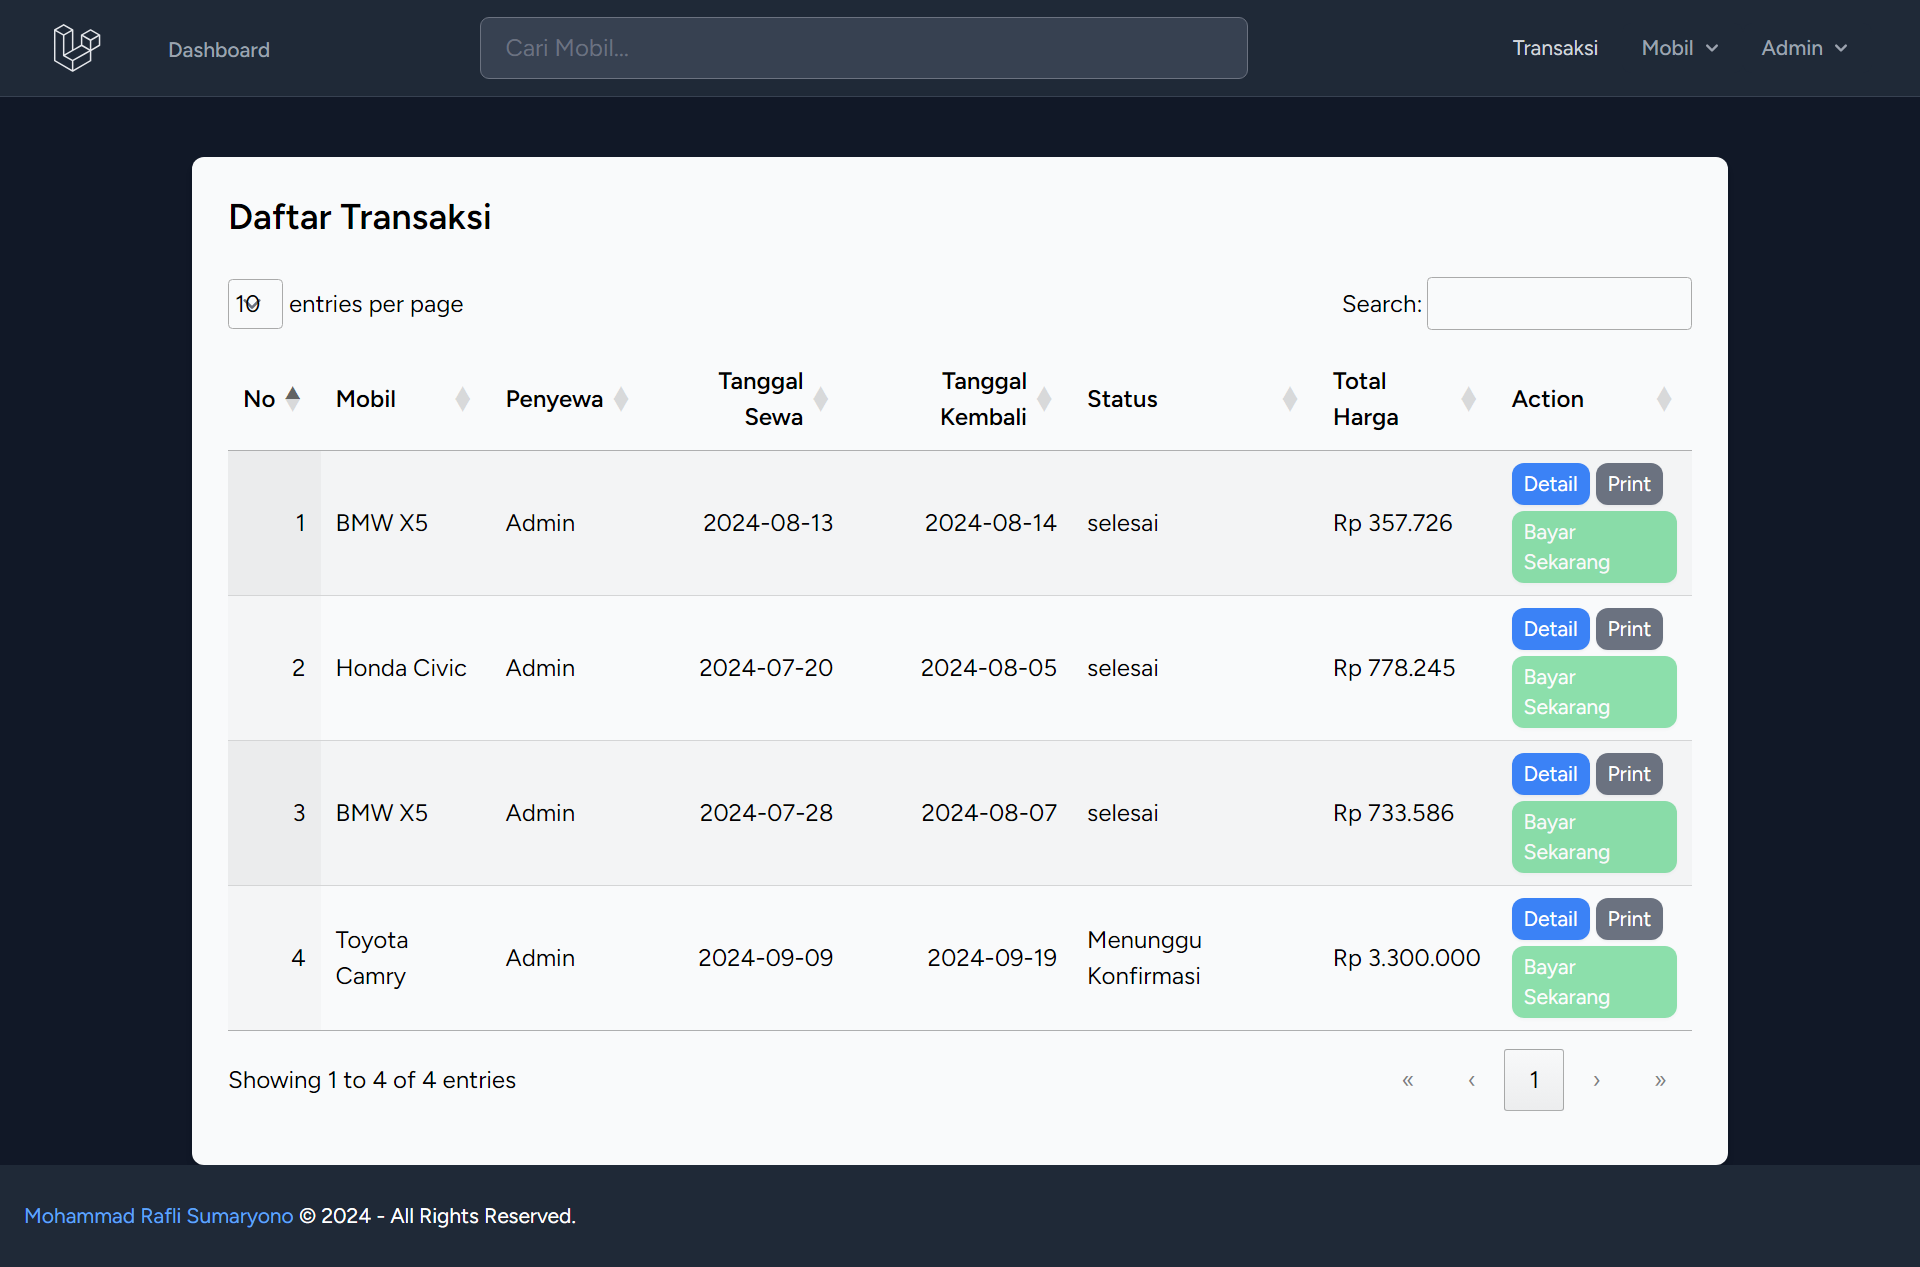 Dashboard
Cari Mobil...
Transaksi
Mobil
Admin
Daftar Transaksi
10 entries per page
Search:
No
Mobil
Penyewa
Tanggal
Sewa
Tanggal
Kembali
Status
Total
Harga
Action
1
BMW X5
Admin
2024-08-13
2024-08-14
selesai
Rp 357.726
Detail
Print
Bayar
Sekarang
2
Honda Civic
Admin
2024-07-20
2024-08-05
selesai
Rp 778.245
Detail
Print
Bayar
Sekarang
3
BMW X5
Admin
2024-07-28
2024-08-07
selesai
Rp 733.586
Detail
Print
Bayar
Sekarang
4
Toyota
Camry
Admin
2024-09-09
2024-09-19
Menunggu
Konfirmasi
Rp 3.300.000
Detail
Print
Bayar
Sekarang
Showing 1 to 4 of 4 entries
« ‹ 1 › »
Mohammad Rafli Sumaryono © 2024 - All Rights Reserved.